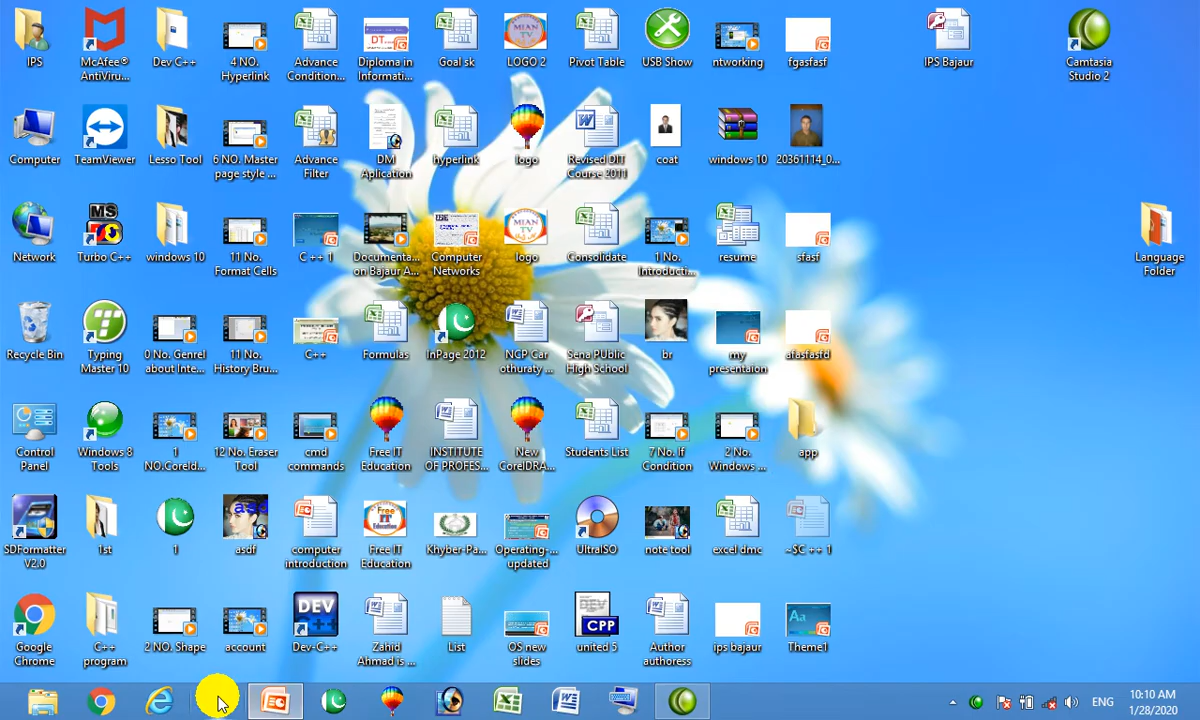 IPS
McAfee®
AntiViru...
Dev C++
4 NO.
Hyperlink
Advance
Condition...
Diploma in
Informati...
Goal sk
LOGO 2
Pivot Table
USB Show
ntworking
fgasfasf
IPS Bajaur
Camtasia
Studio 2
Computer
TeamViewer
Lesso Tool
6 NO. Master
page style ...
Advance
Filter
DM
Aplication
hyperlink
logo
Revised DIT
Course 2011
coat
windows 10
20361114_0...
Network
Turbo C++
windows 10
11 No.
Format Cells
C ++ 1
Documenta...
on Bajaur A...
Computer
Networks
logo
Consolidate
1 No.
Introducti...
resume
sfasf
Language
Folder
Recycle Bin
Typing
Master 10
0 No. Genrel
about Inte...
11 No.
History Bru...
C++
Formulas
InPage 2012
NCP Car
othuraty ...
Sena PUblic
High School
br
my
presentaion
afasfasfd
Control
Panel
Windows 8
Tools
1
NO.Coreld...
12 No. Eraser
Tool
cmd
commands
Free IT
Education
INSTITUTE
OF PROFES...
New
CorelDRA...
Students List
7 No. If
Condition
2 No.
Windows ...
app
SDFormatter
V2.0
1st
1
asdf
computer
introduction
Free IT
Education
Khyber-Pa...
Operating-...
updated
UltraISO
note tool
excel dmc
~$C ++ 1
Google
Chrome
C++
program
2 NO. Shape
account
Dev-C++
Zahid
Ahmad is ...
List
OS new
slides
united 5
Author
authoress
ips bajaur
Theme1
ENG
10:10 AM
1/28/2020